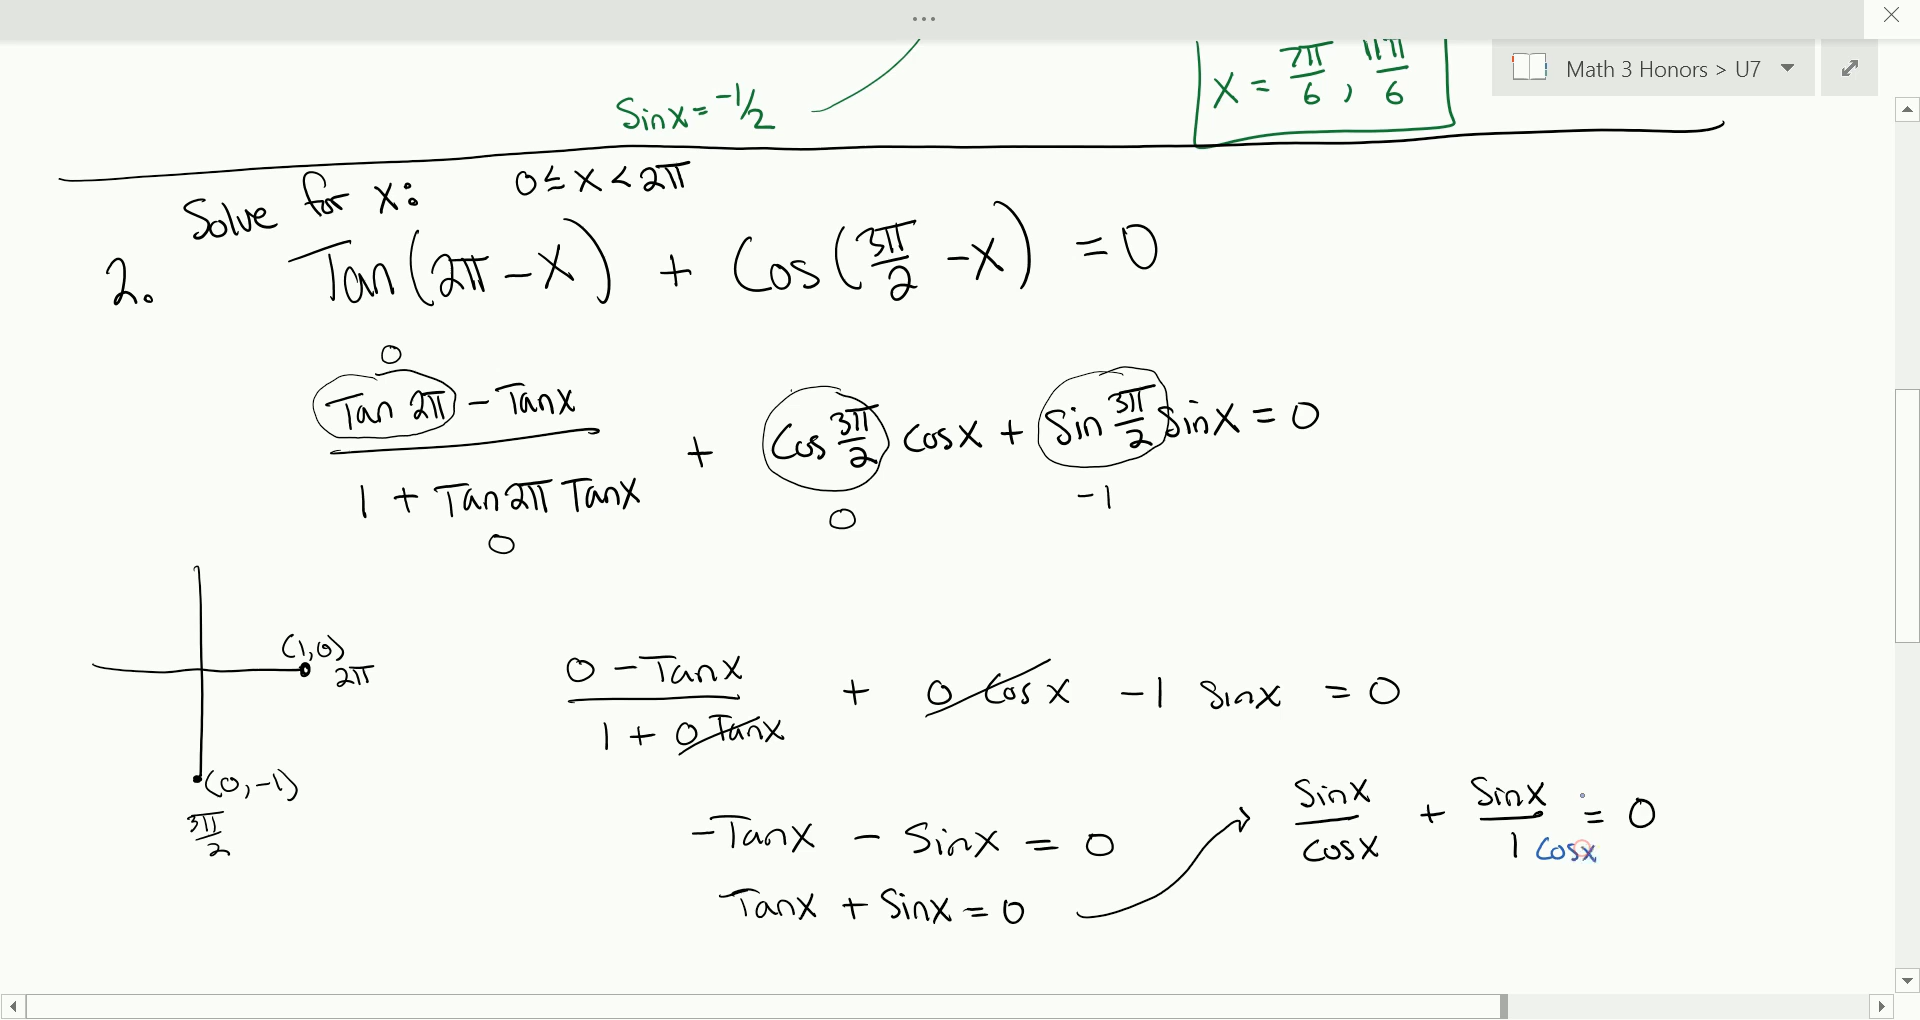 ...
Math 3 Honors > U7
Sinx = -1/2
x = 7π/6, 11π/6
Solve for x: 0 ≤ x < 2π
2. Tan(2π - x) + Cos(3π/2 - x) = 0
0
Tan 2π - Tanx
1 + Tan2π Tanx
+ Cos 3π/2 cosx + Sin 3π/2 Sinx = 0
0 0 -1
(1,0)
2π
(0,-1)
3π/2
0 - Tanx
1 + 0 Tanx
+ 0 Cosx -1 Sinx = 0
-Tanx - Sinx = 0
Tanx + Sinx = 0
Sinx/cosx + Sinx/1 cosx = 0